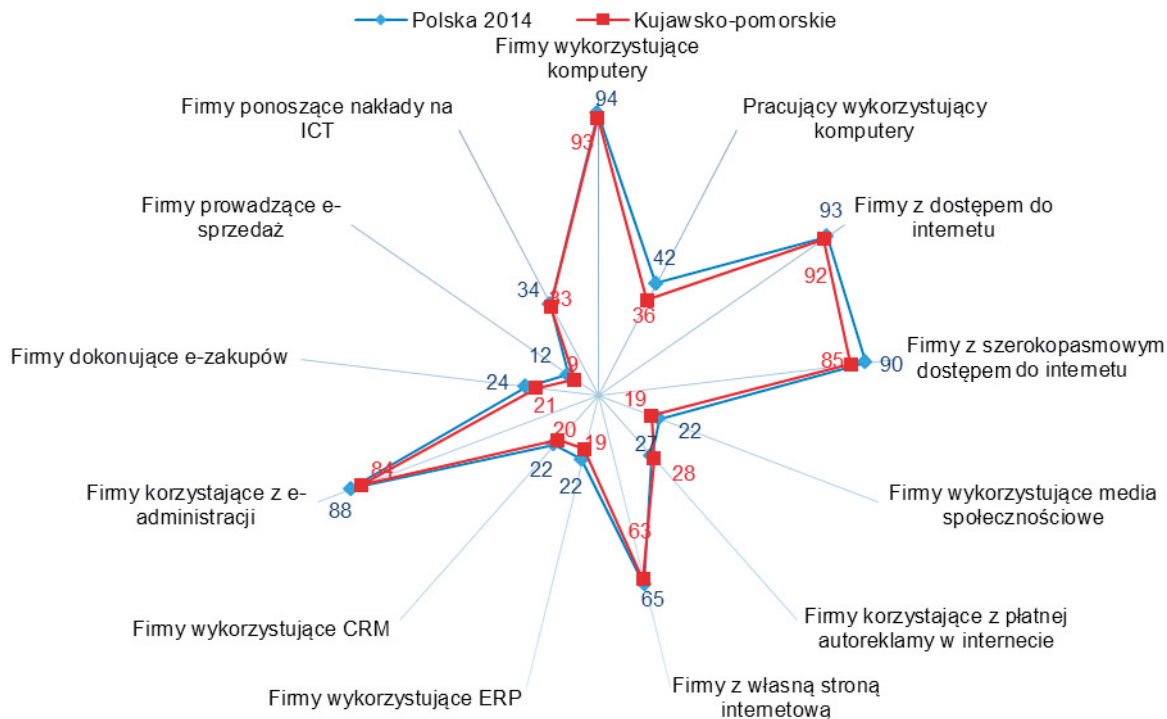 Polska 2014 Kujawsko-pomorskie
Firmy wykorzystujące
komputery
94
93
Pracujący wykorzystujący
komputery
42
36
Firmy z dostępem do
internetu
93
92
Firmy z szerokopasmowym
dostępem do internetu
90
85
Firmy wykorzystujące media
społecznościowe
22
19
Firmy korzystające z płatnej
autoreklamy w internecie
27
28
Firmy z własną stroną
internetową
65
63
Firmy wykorzystujące ERP
22
19
Firmy wykorzystujące CRM
22
20
Firmy korzystające z e-
administracji
88
84
Firmy dokonujące e-zakupów
24
21
Firmy prowadzące e-
sprzedaż
12
9
Firmy ponoszące nakłady na
ICT
34
33